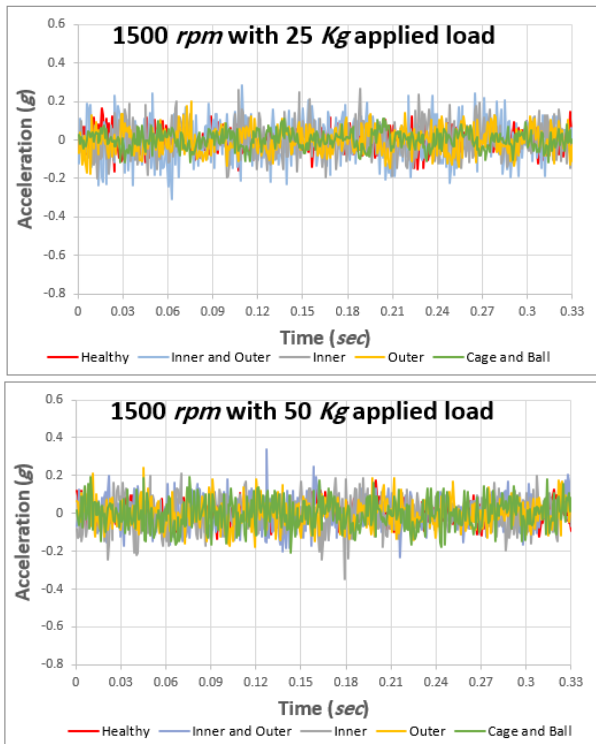 1500 rpm with 25 Kg applied load
0.6
0.4
0.2
0
-0.2
-0.4
-0.6
-0.8
Acceleration (g)
0 0.03 0.06 0.09 0.12 0.15 0.18 0.21 0.24 0.27 0.3 0.33
Time (sec)
Healthy Inner and Outer Inner Outer Cage and Ball
1500 rpm with 50 Kg applied load
0.6
0.4
0.2
0
-0.2
-0.4
-0.6
-0.8
Acceleration (g)
0 0.03 0.06 0.09 0.12 0.15 0.18 0.21 0.24 0.27 0.3 0.33
Time (sec)
Healthy Inner and Outer Inner Outer Cage and Ball